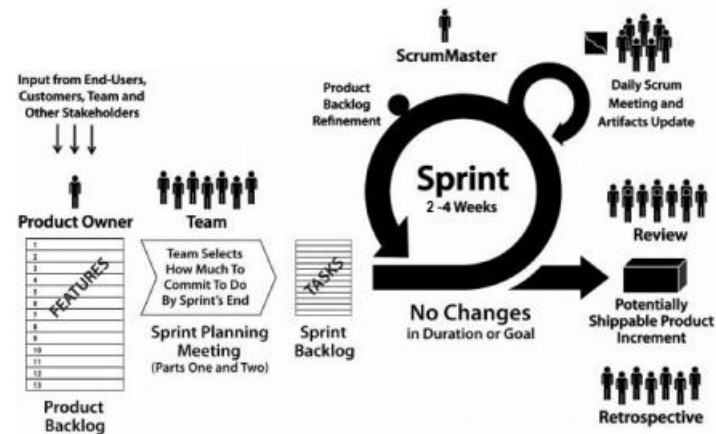 Input from End-Users,
Customers, Team and
Other Stakeholders
Product Owner
1
2
3
4
5
6
7
8
9
10
11
12
13
FEATURES
Product
Backlog
Team
Team Selects
How Much To
Commit To Do
By Sprint's End
Sprint Planning
Meeting
(Parts One and Two)
TASKS
Sprint
Backlog
ScrumMaster
Product
Backlog
Refinement
Sprint
2 -4 Weeks
No Changes
in Duration or Goal
Daily Scrum
Meeting and
Artifacts Update
Review
Potentially
Shippable Product
Increment
Retrospective